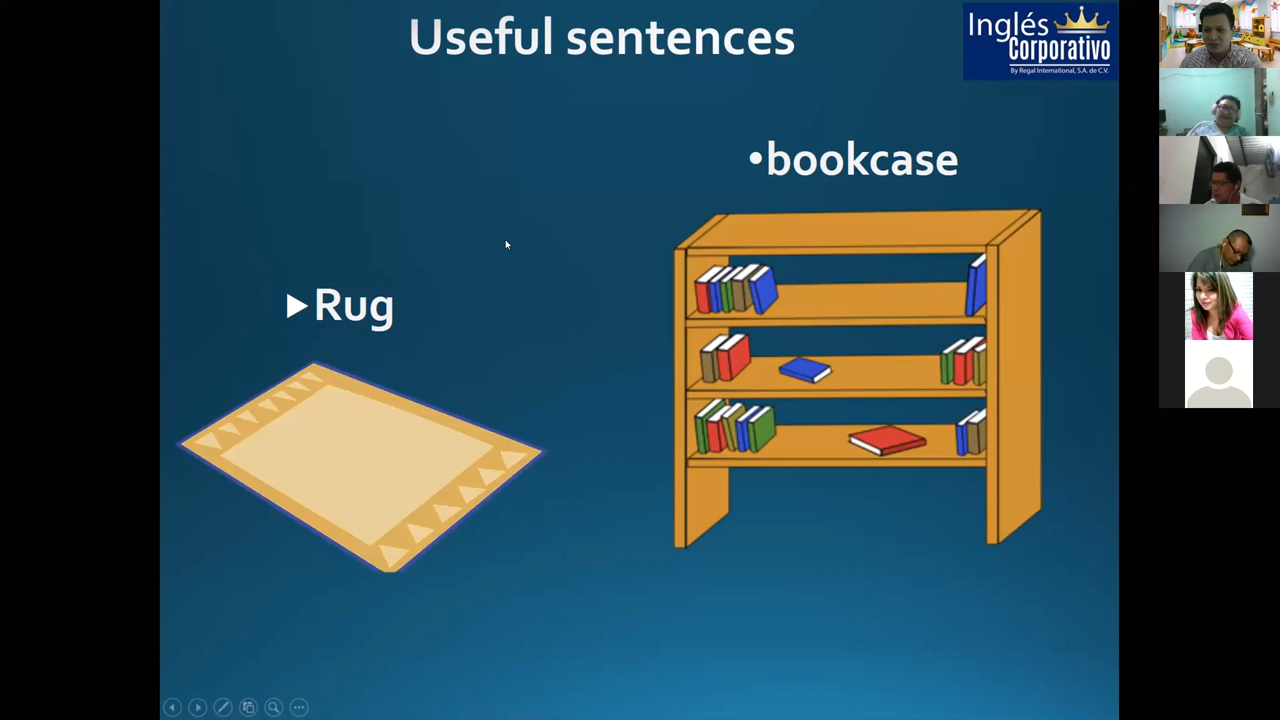 Useful sentences
Inglés
Corporativo
By Regal International, S.A. de C.V.
•bookcase
▶Rug